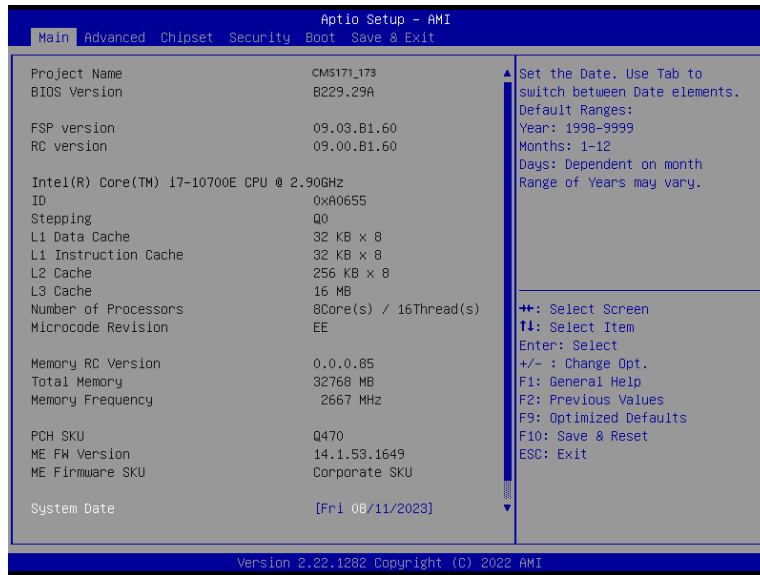 Aptio Setup – AMI
Main Advanced Chipset Security Boot Save & Exit
Project Name CMS171_173
BIOS Version B229.29A
FSP version 09.03.B1.60
RC version 09.00.B1.60
Intel(R) Core(TM) i7-10700E CPU @ 2.90GHz
ID 0xA0655
Stepping Q0
L1 Data Cache 32 KB x 8
L1 Instruction Cache 32 KB x 8
L2 Cache 256 KB x 8
L3 Cache 16 MB
Number of Processors 8Core(s) / 16Thread(s)
Microcode Revision EE
Memory RC Version 0.0.0.85
Total Memory 32768 MB
Memory Frequency 2667 MHz
PCH SKU Q470
ME FW Version 14.1.53.1649
ME Firmware SKU Corporate SKU
System Date [Fri 08/11/2023]
Set the Date. Use Tab to
switch between Date elements.
Default Ranges:
Year: 1998-9999
Months: 1-12
Days: Dependent on month
Range of Years may vary.
→←: Select Screen
↑↓: Select Item
Enter: Select
+/- : Change Opt.
F1: General Help
F2: Previous Values
F9: Optimized Defaults
F10: Save & Reset
ESC: Exit
Version 2.22.1282 Copyright (C) 2022 AMI